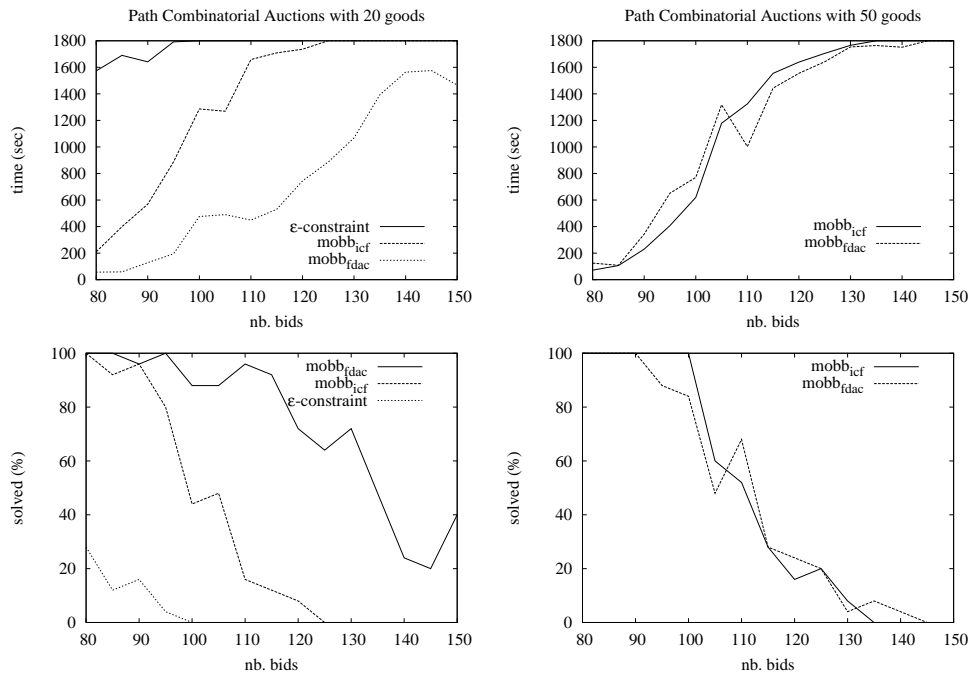 Path Combinatorial Auctions with 20 goods
1800
1600
1400
1200
1000
800
600
400
200
0
time (sec)
80 90 100 110 120 130 140 150
nb. bids
ε-constraint
mobb_icf
mobb_fdac
Path Combinatorial Auctions with 50 goods
1800
1600
1400
1200
1000
800
600
400
200
0
time (sec)
80 90 100 110 120 130 140 150
nb. bids
mobb_icf
mobb_fdac
100
80
60
40
20
0
solved (%)
80 90 100 110 120 130 140 150
nb. bids
mobb_fdac
mobb_icf
ε-constraint
100
80
60
40
20
0
solved (%)
80 90 100 110 120 130 140 150
nb. bids
mobb_icf
mobb_fdac